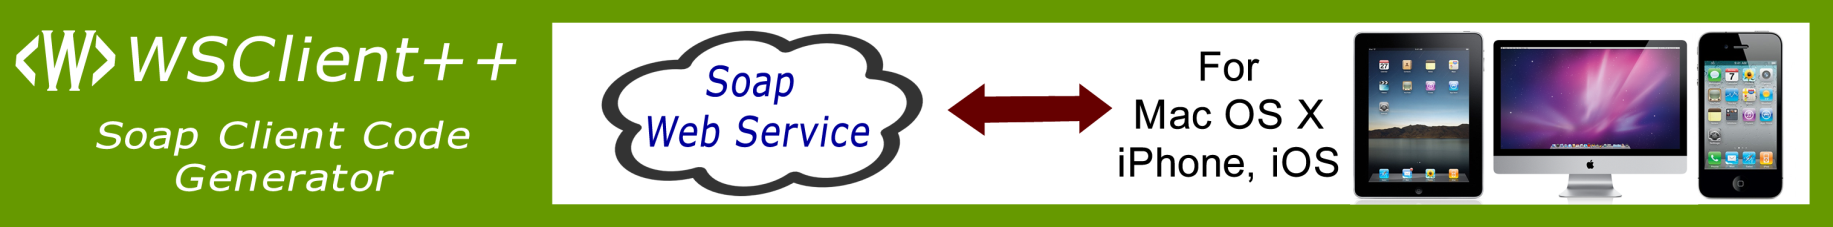 <W> WSClient++
Soap Client Code
Generator
Soap
Web Service
For
Mac OS X
iPhone, iOS